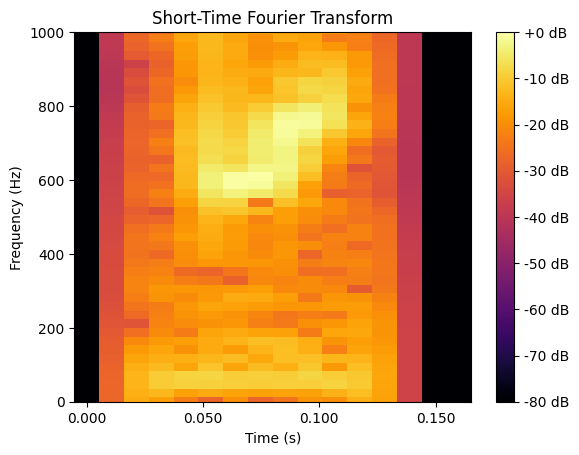 Short-Time Fourier Transform
1000
800
600
400
200
0
Frequency (Hz)
0.000
0.050
0.100
0.150
Time (s)
+0 dB
-10 dB
-20 dB
-30 dB
-40 dB
-50 dB
-60 dB
-70 dB
-80 dB